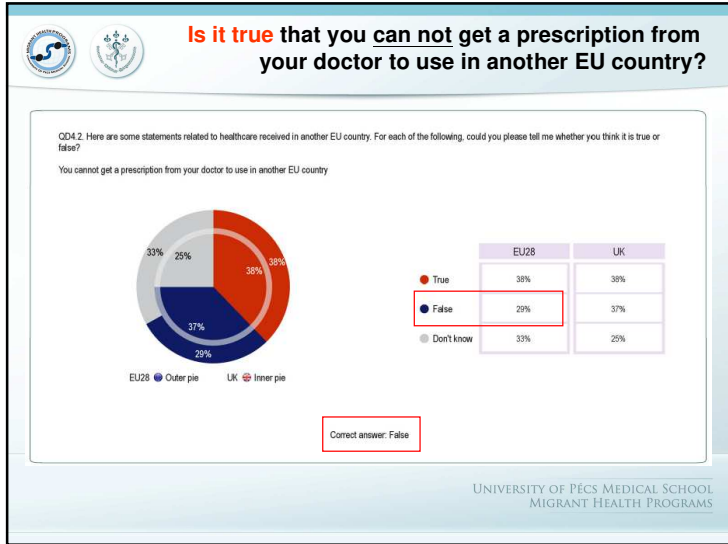 Is it true that you can not get a prescription from
your doctor to use in another EU country?
QD4.2. Here are some statements related to healthcare received in another EU country. For each of the following, could you please tell me whether you think it is true or
false?
You cannot get a prescription from your doctor to use in another EU country
33% 25% 38% 38%
37%
29%
EU28 Outer pie UK Inner pie
EU28 UK
True 38% 38%
False 29% 37%
Don't know 33% 25%
Correct answer: False
UNIVERSITY OF PÉCS MEDICAL SCHOOL
MIGRANT HEALTH PROGRAMS